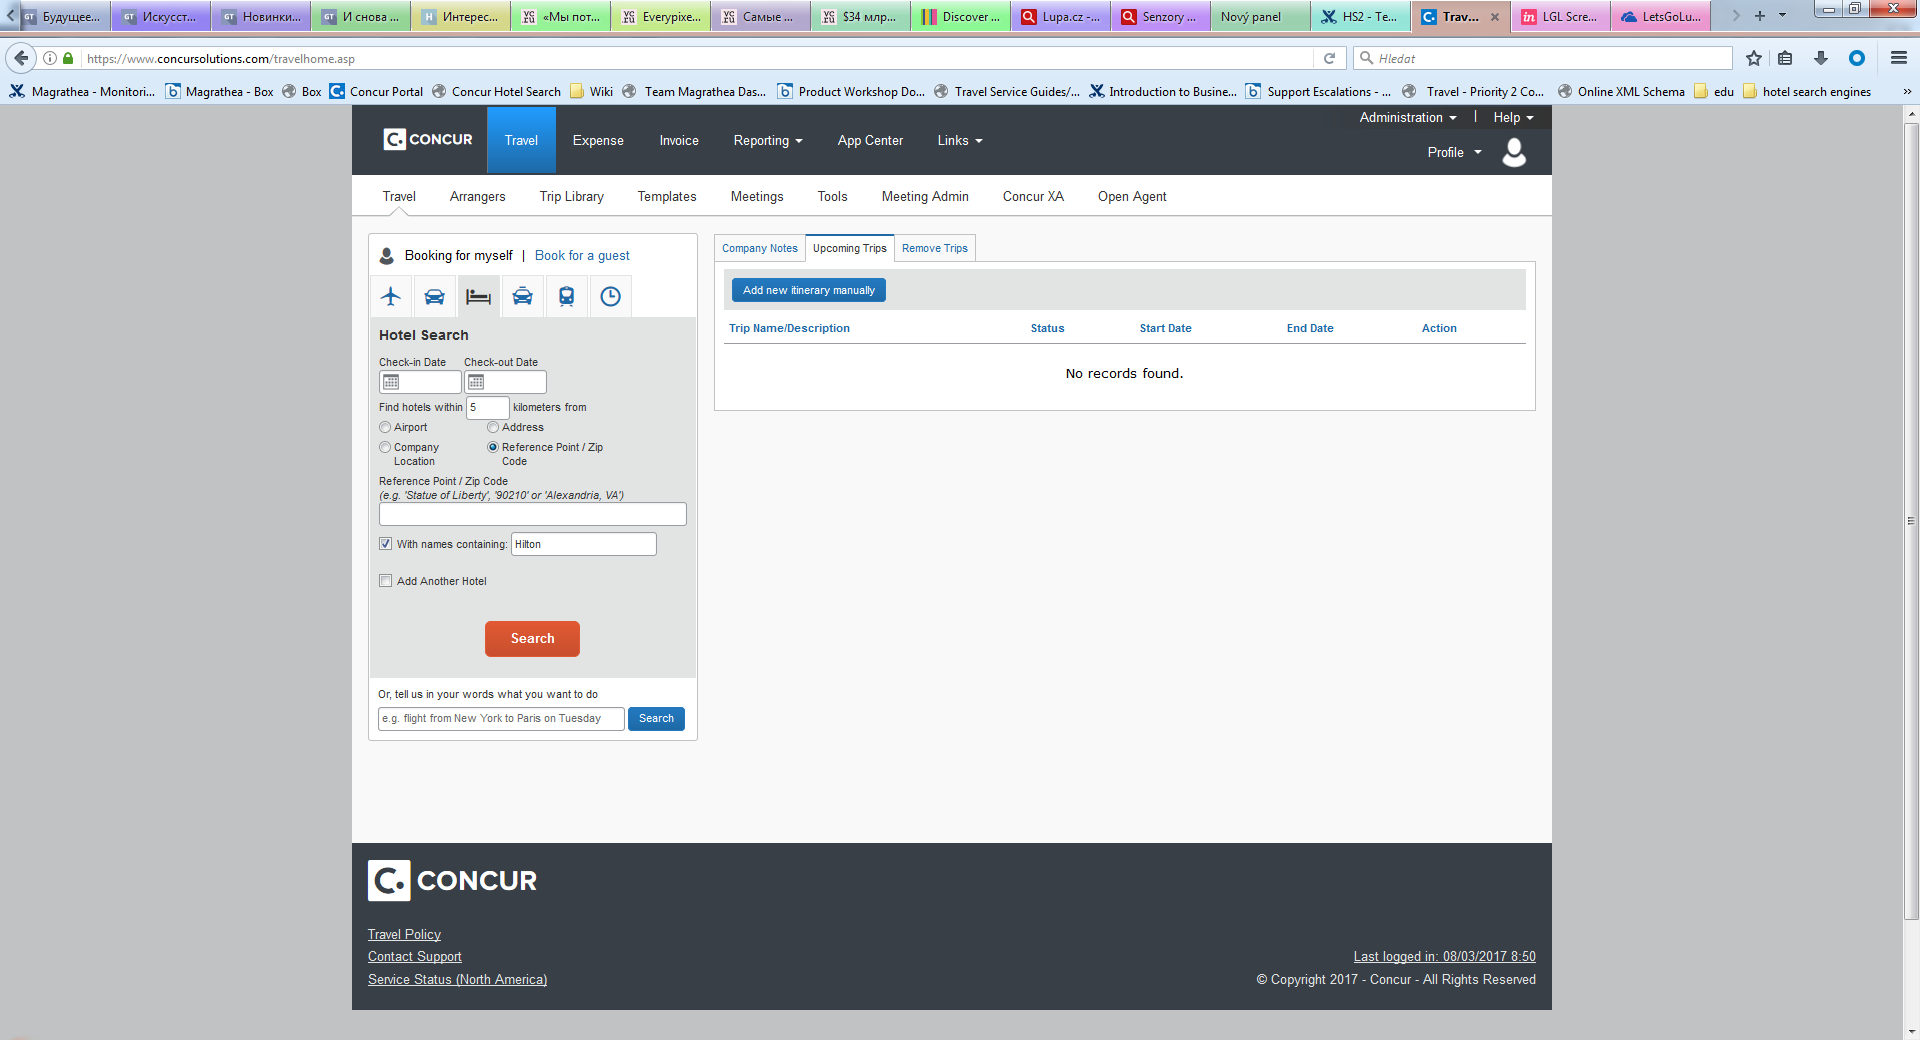 Будущее...
Искусст...
Новинки...
И снова ...
Интерес...
«Мы пот...
Everypixe...
Самые ...
$34 млр...
Discover ...
Lupa.cz -...
Senzory ...
Nový panel
HS2 - Te...
Trav...
LGL Scre...
LetsGoLu...
https://www.concursolutions.com/travelhome.asp
Hledat
Magrathea - Monitori...
Magrathea - Box
Box
Concur Portal
Concur Hotel Search
Wiki
Team Magrathea Das...
Product Workshop Do...
Travel Service Guides/...
Introduction to Busine...
Support Escalations - ...
Travel - Priority 2 Co...
Online XML Schema
edu
hotel search engines
Administration | Help
C. CONCUR
Travel
Expense
Invoice
Reporting
App Center
Links
Profile
Travel
Arrangers
Trip Library
Templates
Meetings
Tools
Meeting Admin
Concur XA
Open Agent
Booking for myself | Book for a guest
Hotel Search
Check-in Date
Check-out Date
Find hotels within 5 kilometers from
Airport
Address
Company
Location
Reference Point / Zip
Code
Reference Point / Zip Code
(e.g. 'Statue of Liberty', '90210' or 'Alexandria, VA')
With names containing: Hilton
Add Another Hotel
Search
Or, tell us in your words what you want to do
e.g. flight from New York to Paris on Tuesday
Search
Company Notes
Upcoming Trips
Remove Trips
Add new itinerary manually
Trip Name/Description
Status
Start Date
End Date
Action
No records found.
C. CONCUR
Travel Policy
Contact Support
Service Status (North America)
Last logged in: 08/03/2017 8:50
© Copyright 2017 - Concur - All Rights Reserved